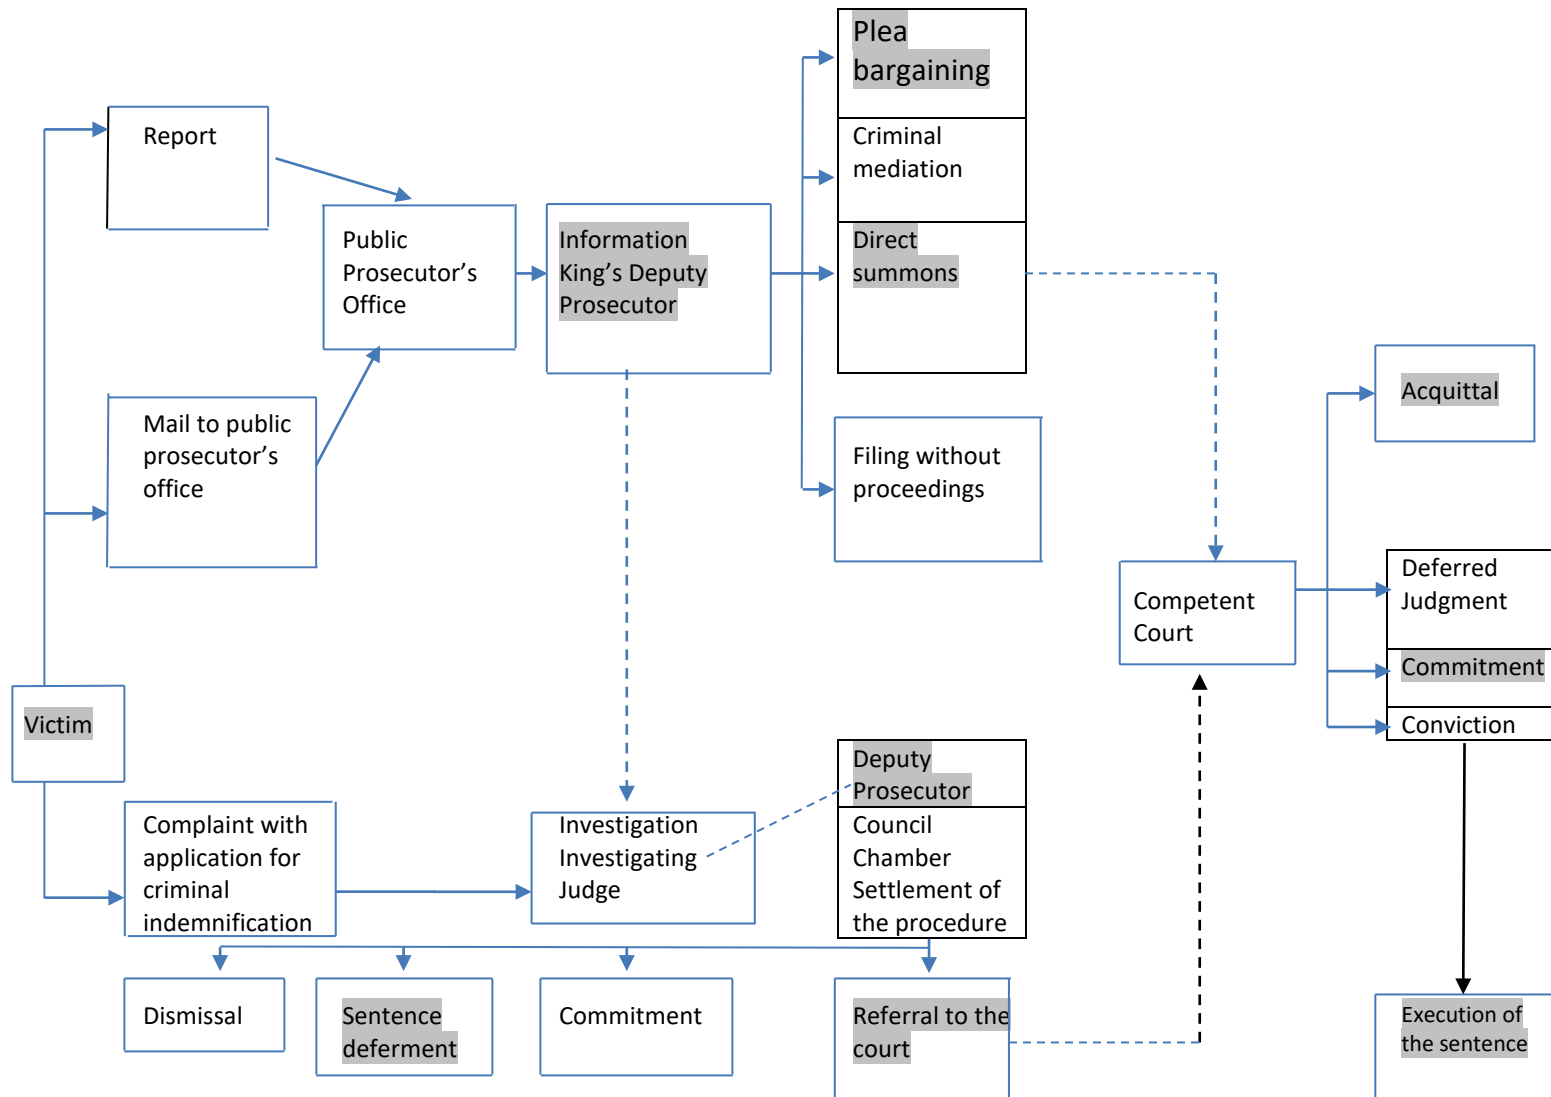 Plea
bargaining
Criminal
mediation
Direct
summons
Report
Public
Prosecutor’s
Office
Information
King’s Deputy
Prosecutor
Mail to public
prosecutor’s
office
Filing without
proceedings
Acquittal
Competent
Court
Deferred
Judgment
Commitment
Conviction
Victim
Complaint with
application for
criminal
indemnification
Investigation
Investigating
Judge
Deputy
Prosecutor
Council
Chamber
Settlement of
the procedure
Dismissal
Sentence
deferment
Commitment
Referral to the
court
Execution of
the sentence